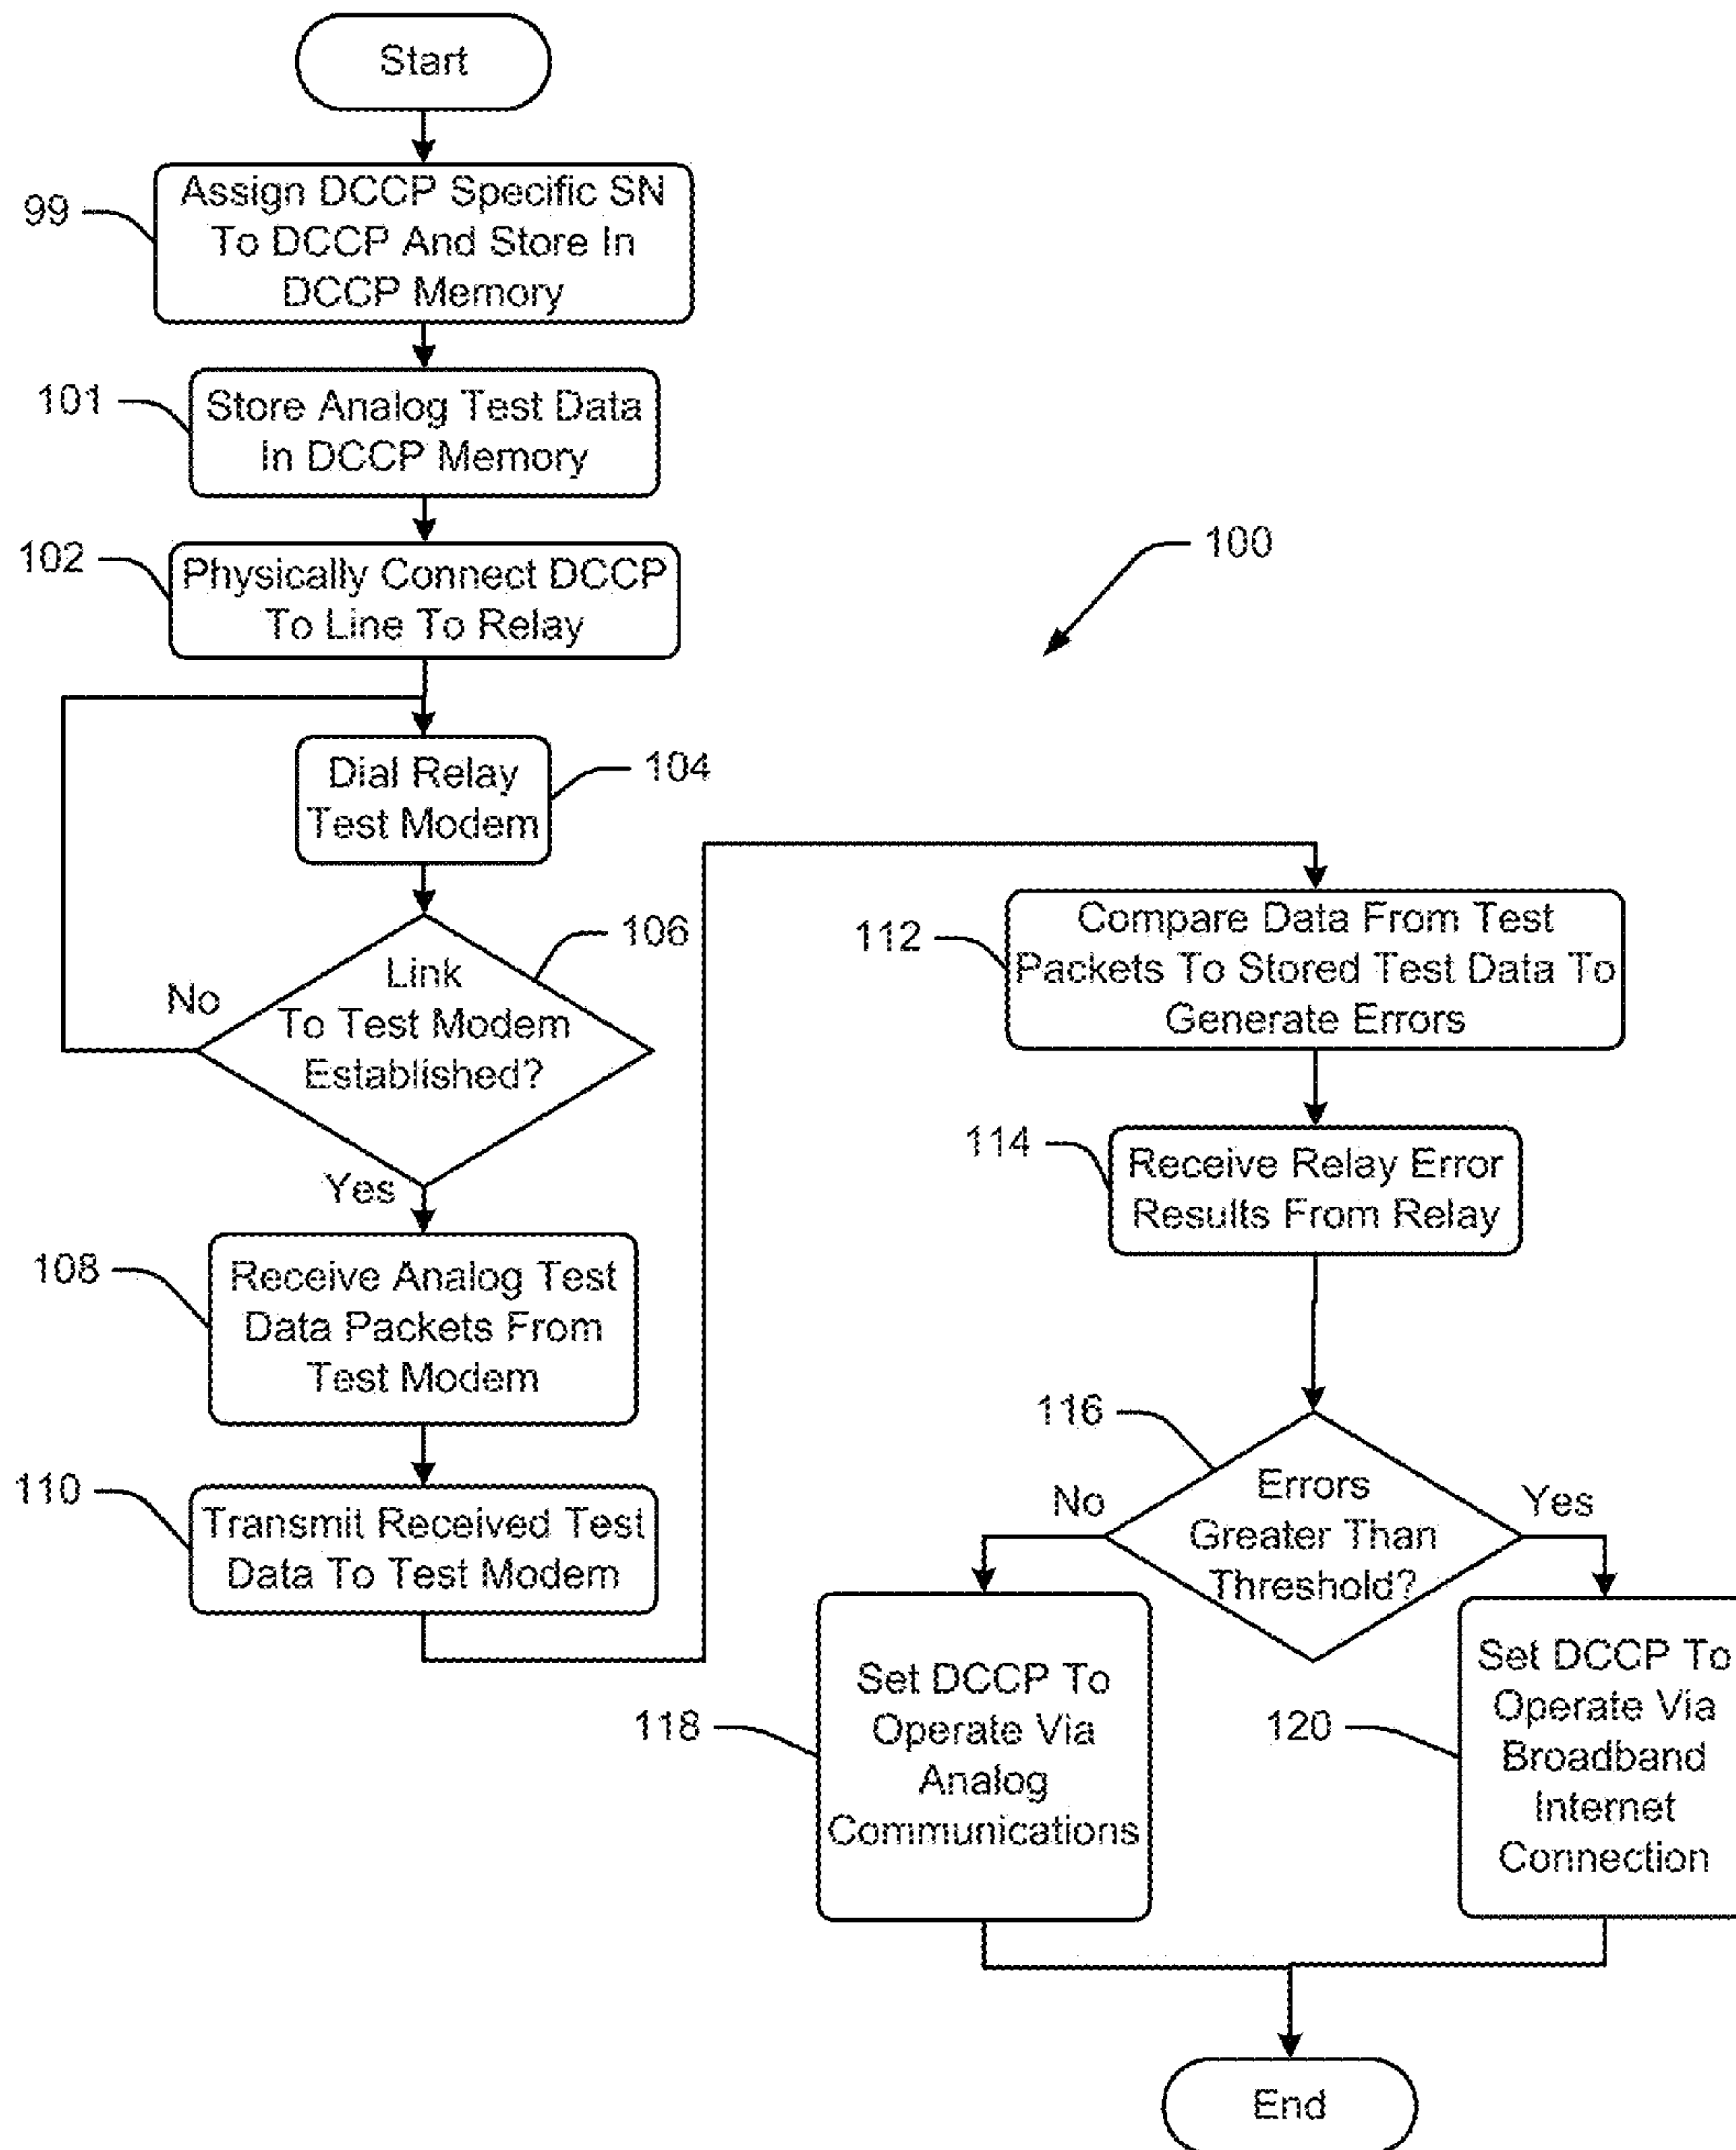 Start
99
Assign DCCP Specific SN
To DCCP And Store In
DCCP Memory
101
Store Analog Test Data
In DCCP Memory
102
Physically Connect DCCP
To Line To Relay
100
Dial Relay
Test Modem
104
106
Link
To Test Modem
Established?
No
Yes
108
Receive Analog Test
Data Packets From
Test Modem
110
Transmit Received Test
Data To Test Modem
112
Compare Data From Test
Packets To Stored Test Data To
Generate Errors
114
Receive Relay Error
Results From Relay
116
Errors
Greater Than
Threshold?
No
Yes
118
Set DCCP To
Operate Via
Analog
Communications
120
Set DCCP To
Operate Via
Broadband
Internet
Connection
End